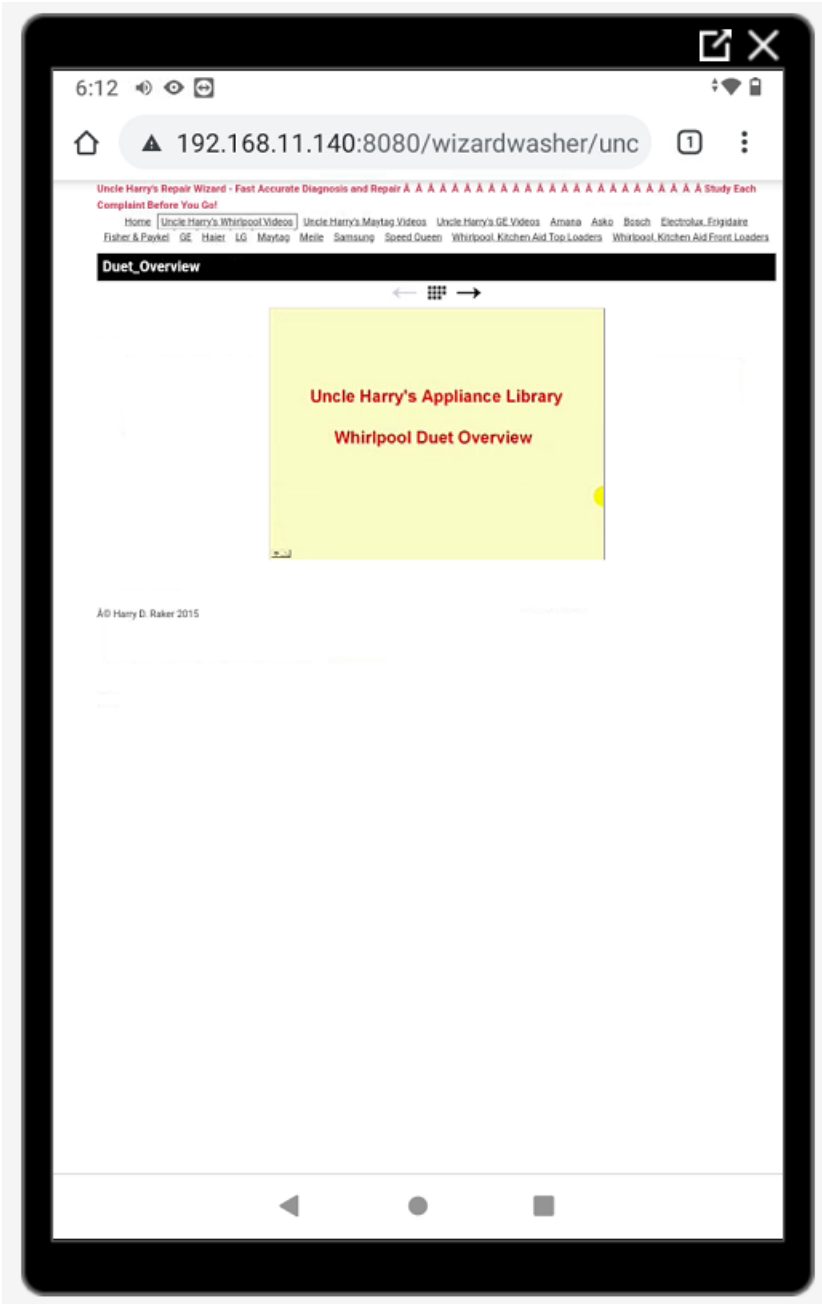 6:12
192.168.11.140:8080/wizardwasher/unc
1
Uncle Harry's Repair Wizard - Fast Accurate Diagnosis and Repair Â Â Â Â Â Â Â Â Â Â Â Â Â Â Â Â Â Â Â Â Â Â Â Â Â Study Each
Complaint Before You Go!
Home Uncle Harry's Whirlpool Videos Uncle Harry's Maytag Videos Uncle Harry's GE Videos Amana Asko Bosch Electrolux, Frigidaire
Fisher & Paykel GE Haier LG Maytag Meile Samsung Speed Queen Whirlpool, Kitchen Aid Top Loaders Whirlpool, Kitchen Aid Front Loaders
Duet_Overview
Uncle Harry's Appliance Library
Whirlpool Duet Overview
Â© Harry D. Raker 2015